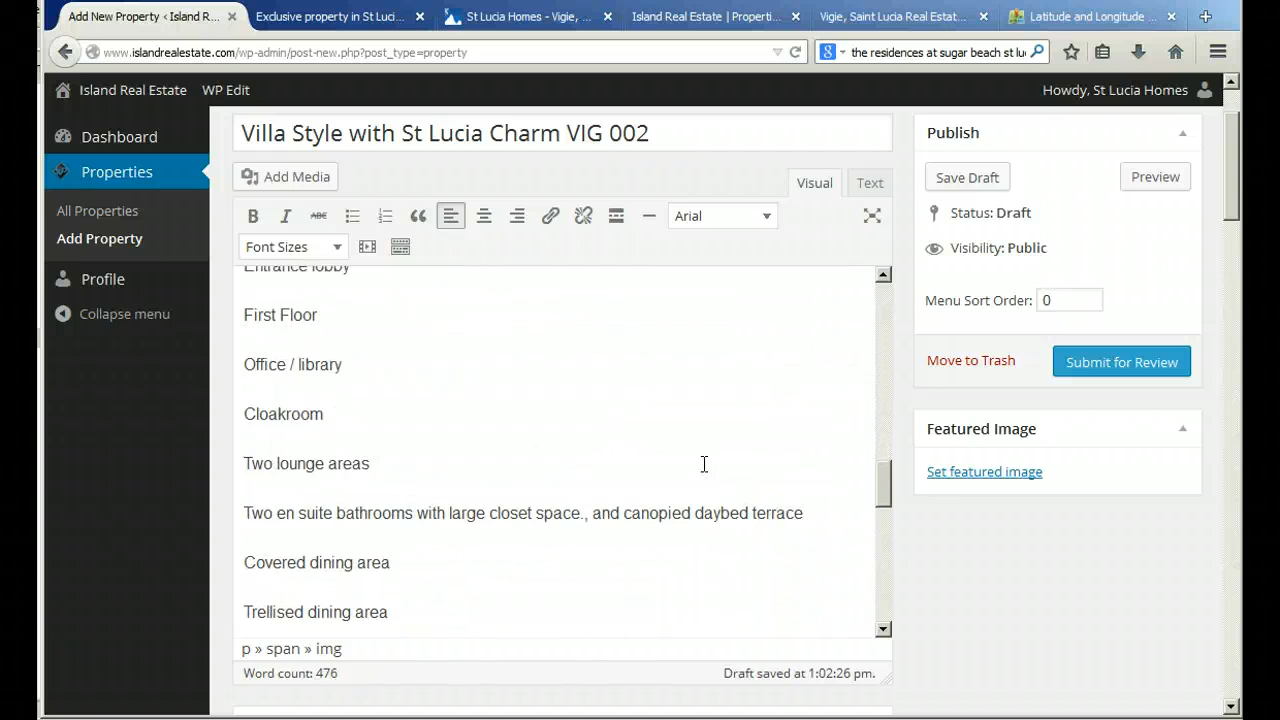 Add New Property ‹ Island R...
Exclusive property in St Luci...
St Lucia Homes - Vigie, ...
Island Real Estate | Properti...
Vigie, Saint Lucia Real Estat...
Latitude and Longitude ...
www.islandrealestate.com/wp-admin/post-new.php?post_type=property
the residences at sugar beach st lu
Island Real Estate
WP Edit
Howdy, St Lucia Homes
Dashboard
Properties
All Properties
Add Property
Profile
Collapse menu
Villa Style with St Lucia Charm VIG 002
Add Media
Visual
Text
B I ABC
Arial
Font Sizes
Entrance lobby
First Floor
Office / library
Cloakroom
Two lounge areas
Two en suite bathrooms with large closet space., and canopied daybed terrace
Covered dining area
Trellised dining area
p » span » img
Word count: 476
Draft saved at 1:02:26 pm.
Publish
Save Draft
Preview
Status: Draft
Visibility: Public
Menu Sort Order: 0
Move to Trash
Submit for Review
Featured Image
Set featured image